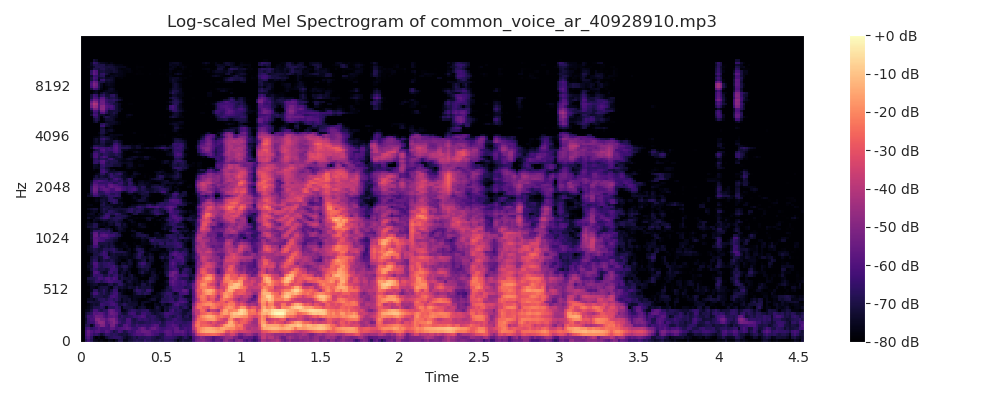 Log-scaled Mel Spectrogram of common_voice_ar_40928910.mp3
Hz
8192
4096
2048
1024
512
0
0 0.5 1 1.5 2 2.5 3 3.5 4 4.5
Time
+0 dB
-10 dB
-20 dB
-30 dB
-40 dB
-50 dB
-60 dB
-70 dB
-80 dB